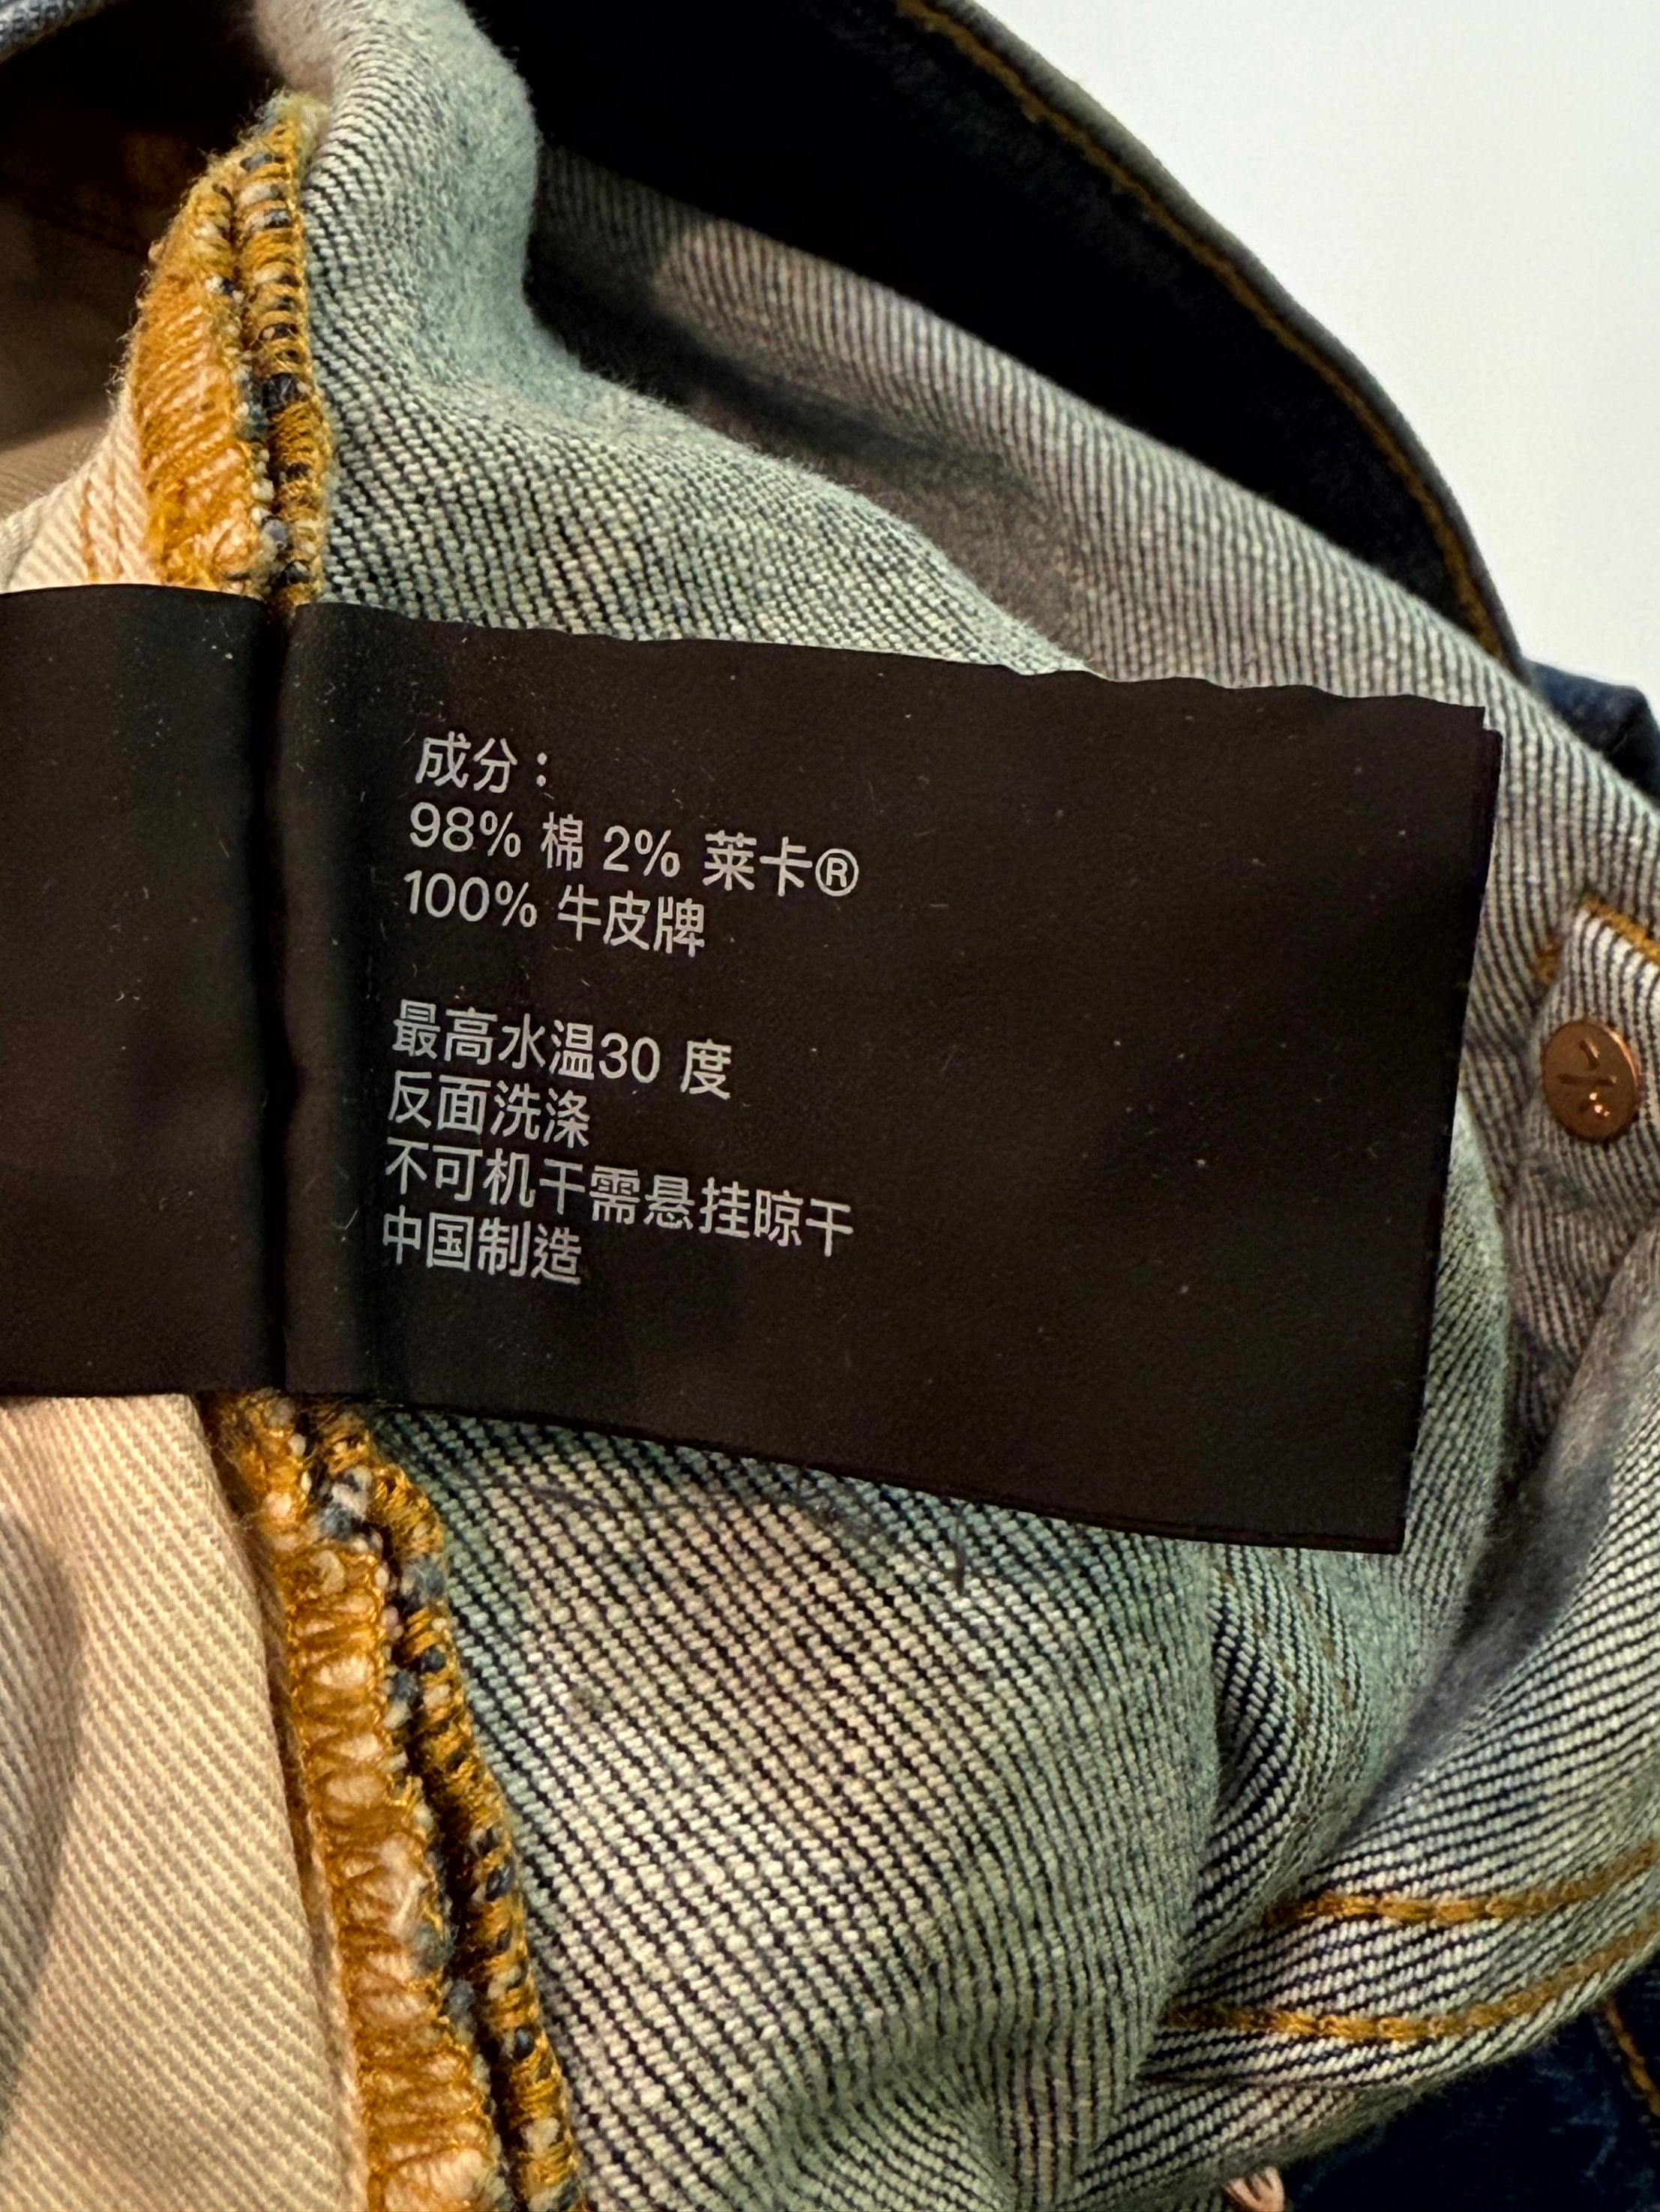 成分：
98% 棉 2% 莱卡®
100% 牛皮牌
最高水温30 度
反面洗涤
不可机干需悬挂晾干
中国制造